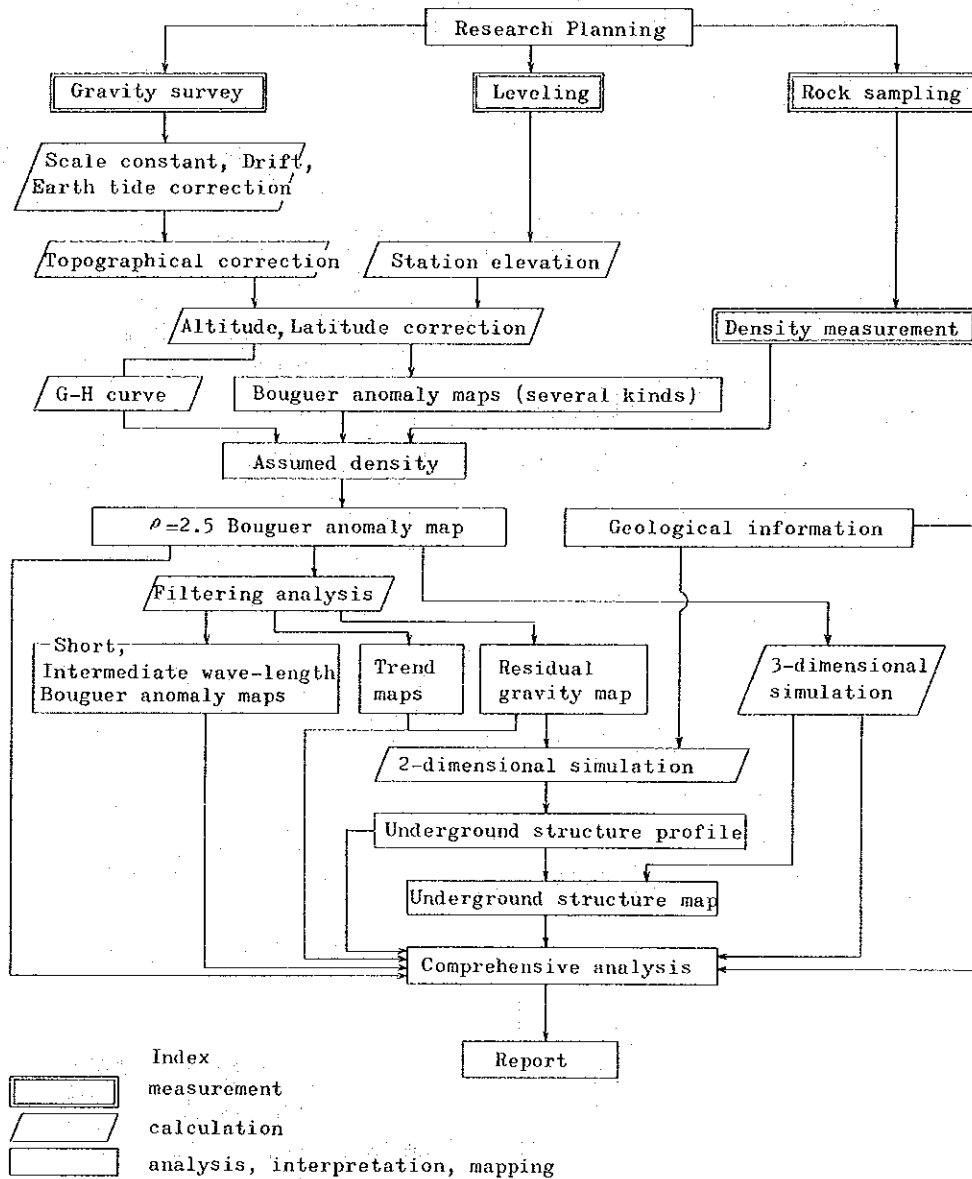 Research Planning
Gravity survey
Leveling
Rock sampling
Scale constant, Drift,
Earth tide correction
Topographical correction
Station elevation
Altitude, Latitude correction
Density measurement
G-H curve
Bouguer anomaly maps (several kinds)
Assumed density
ρ=2.5 Bouguer anomaly map
Geological information
Filtering analysis
Short,
Intermediate wave-length
Bouguer anomaly maps
Trend
maps
Residual
gravity map
3-dimensional
simulation
2-dimensional simulation
Underground structure profile
Underground structure map
Comprehensive analysis
Report
Index
measurement
calculation
analysis, interpretation, mapping